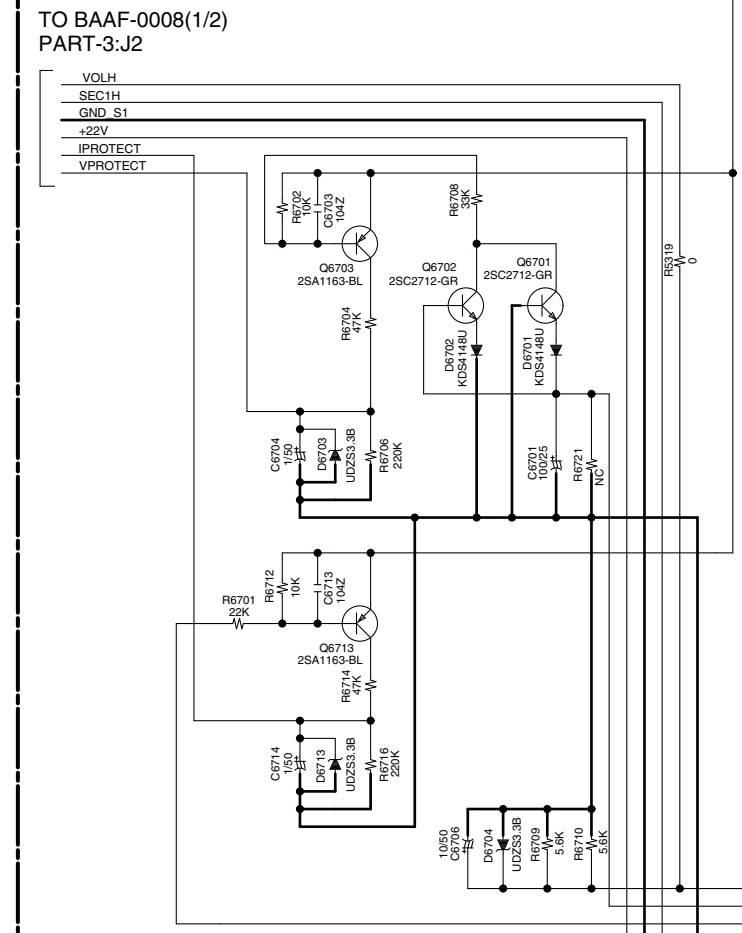 TO BAAF-0008(1/2)
PART-3:J2
VOLH
SEC1H
GND_S1
+22V
IPROTECT
VPROTECT
R6702
10K
C6703
104Z
R6708
33K
Q6703
2SA1163-BL
Q6702
2SC2712-GR
Q6701
2SC2712-GR
R5319
0
R6704
47K
D6702
KDS4148U
D6701
KDS4148U
C6704
1/50
D6703
UDZS3.3B
R6706
220K
C6701
100/25
R6721
NC
R6712
10K
C6713
104Z
R6701
22K
Q6713
2SA1163-BL
R6714
47K
C6714
1/50
D6713
UDZS3.3B
R6716
220K
10/50
C6706
D6704
UDZS3.3B
R6709
5.6K
R6710
5.6K